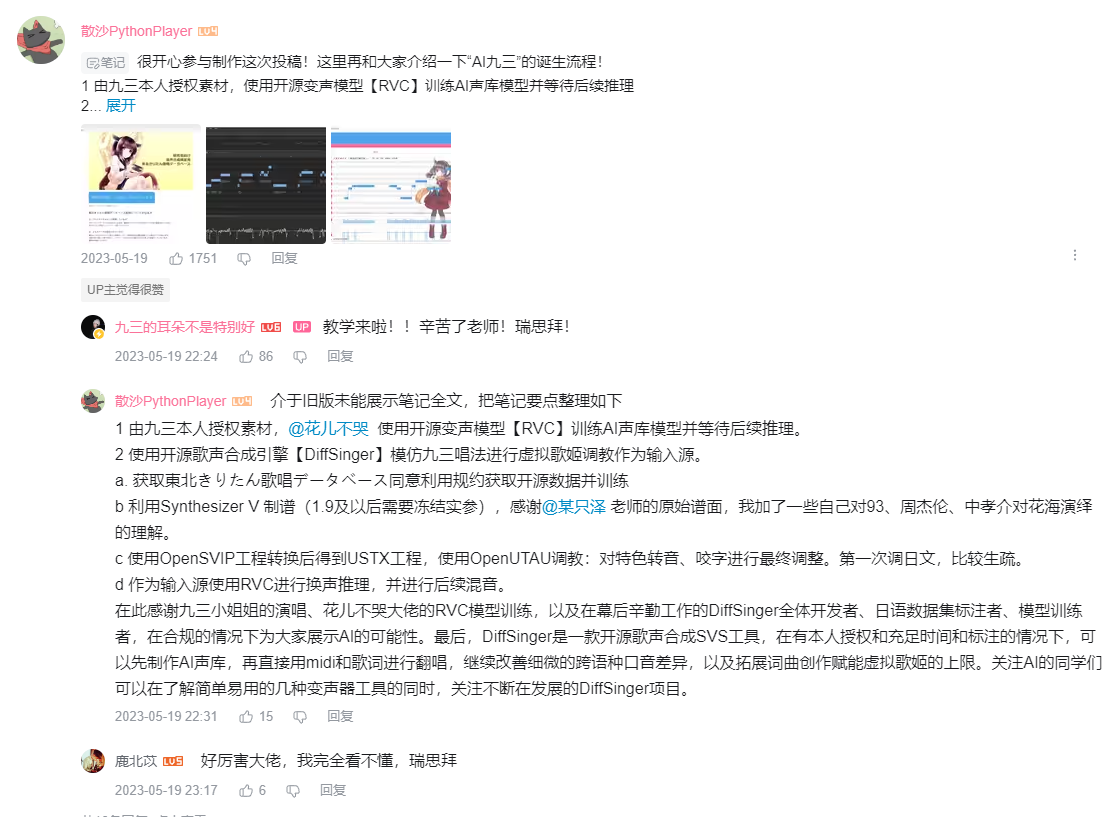 散沙PythonPlayer LV4
笔记 很开心参与制作这次投稿！这里再和大家介绍一下“AI九三”的诞生流程！
1 由九三本人授权素材，使用开源变声模型【RVC】训练AI声库模型并等待后续推理
2... 展开
2023-05-19 1751 回复
UP主觉得很赞
九三的耳朵不是特别好 LV6 UP 教学来啦！！辛苦了老师！瑞思拜！
2023-05-19 22:24 86 回复
散沙PythonPlayer LV4 介于旧版未能展示笔记全文，把笔记要点整理如下
1 由九三本人授权素材，@花儿不哭 使用开源变声模型【RVC】训练AI声库模型并等待后续推理。
2 使用开源歌声合成引擎【DiffSinger】模仿九三唱法进行虚拟歌姬调教作为输入源。
a. 获取東北きりたん歌唱データベース同意利用规约获取开源数据并训练
b 利用Synthesizer V 制谱（1.9及以后需要冻结实参），感谢@某只泽 老师的原始谱面，我加了一些自己对93、周杰伦、中孝介对花海演绎
的理解。
c 使用OpenSVIP工程转换后得到USTX工程，使用OpenUTAU调教：对特色转音、咬字进行最终调整。第一次调日文，比较生疏。
d 作为输入源使用RVC进行换声推理，并进行后续混音。
在此感谢九三小姐姐的演唱、花儿不哭大佬的RVC模型训练，以及在幕后辛勤工作的DiffSinger全体开发者、日语数据集标注者、模型训练
者，在合规的情况下为大家展示AI的可能性。最后，DiffSinger是一款开源歌声合成SVS工具，在有本人授权和充足时间和标注的情况下，可
以先制作AI声库，再直接用midi和歌词进行翻唱，继续改善细微的跨语种口音差异，以及拓展词曲创作赋能虚拟歌姬的上限。关注AI的同学们
可以在了解简单易用的几种变声器工具的同时，关注不断在发展的DiffSinger项目。
2023-05-19 22:31 15 回复
鹿北苡 LV5 好厉害大佬，我完全看不懂，瑞思拜
2023-05-19 23:17 6 回复